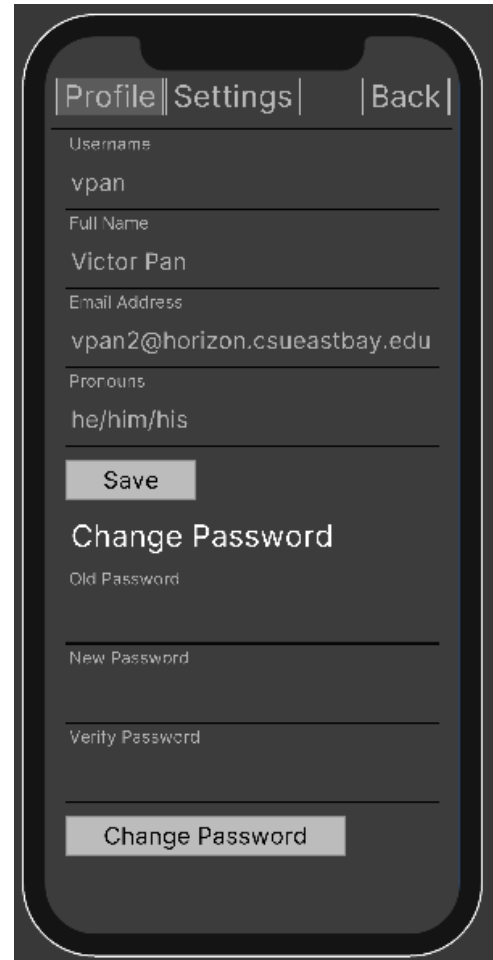 Profile Settings Back
Username
vpan
Full Name
Victor Pan
Email Address
vpan2@horizon.csueastbay.edu
Pronouns
he/him/his
Save
Change Password
Old Password
New Password
Verify Password
Change Password